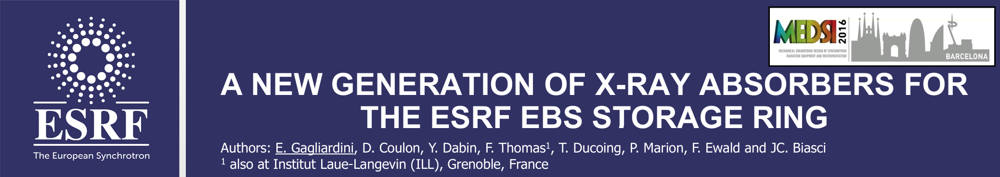 ESRF
The European Synchrotron
MEDSI 2016
MECHANICAL ENGINEERING DESIGN OF SYNCHROTRON
RADIATION EQUIPMENT AND INSTRUMENTATION
BARCELONA
A NEW GENERATION OF X-RAY ABSORBERS FOR
THE ESRF EBS STORAGE RING
Authors: E. Gagliardini, D. Coulon, Y. Dabin, F. Thomas¹, T. Ducoing, P. Marion, F. Ewald and JC. Biasci
¹ also at Institut Laue-Langevin (ILL), Grenoble, France